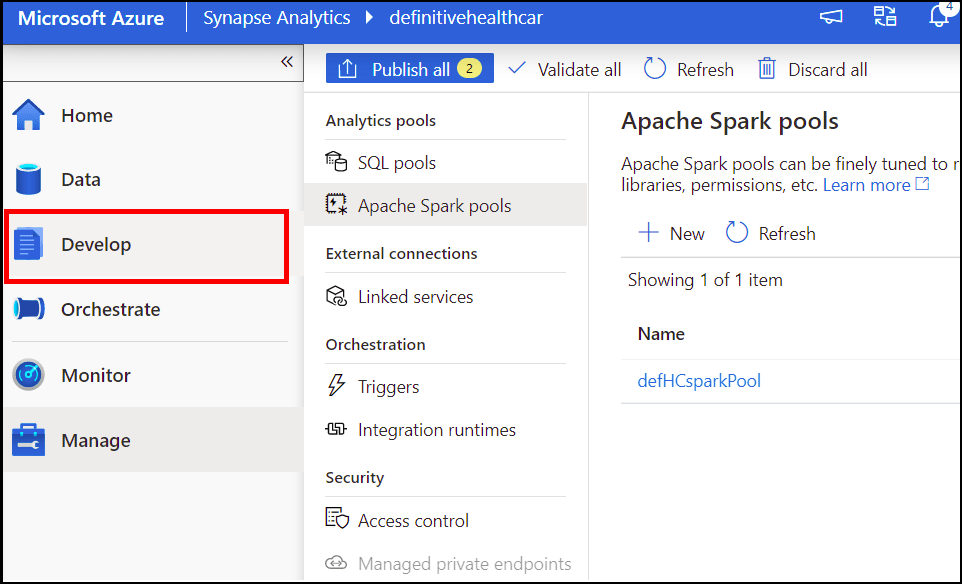 Microsoft Azure
Synapse Analytics
definitivehealthcar
4
«
Publish all 2
Validate all
Refresh
Discard all
Home
Data
Develop
Orchestrate
Monitor
Manage
Analytics pools
SQL pools
Apache Spark pools
External connections
Linked services
Orchestration
Triggers
Integration runtimes
Security
Access control
Managed private endpoints
Apache Spark pools
Apache Spark pools can be finely tuned to r
libraries, permissions, etc. Learn more
New
Refresh
Showing 1 of 1 item
Name
defHCsparkPool